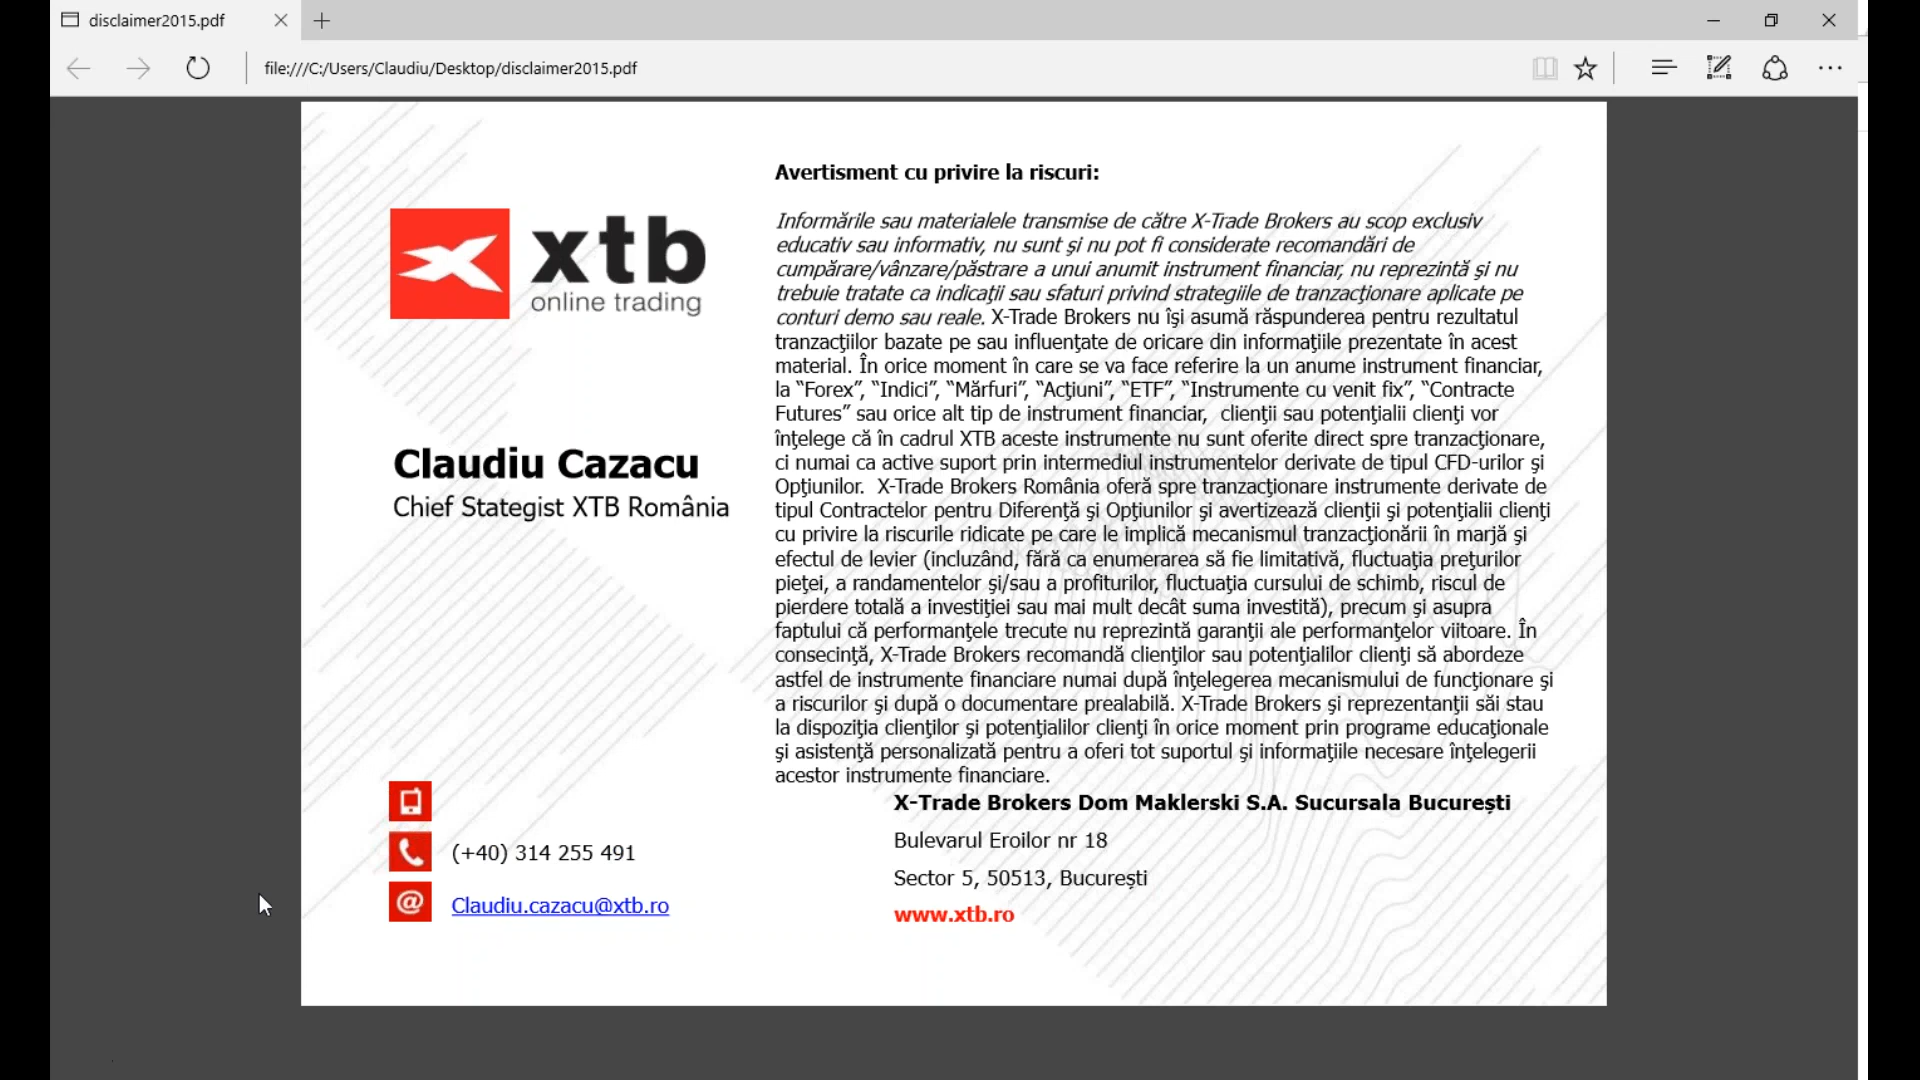 disclaimer2015.pdf
file:///C:/Users/Claudiu/Desktop/disclaimer2015.pdf
xtb
online trading
Claudiu Cazacu
Chief Stategist XTB România
(+40) 314 255 491
Claudiu.cazacu@xtb.ro
Avertisment cu privire la riscuri:
Informările sau materialele transmise de către X-Trade Brokers au scop exclusiv
educativ sau informativ, nu sunt şi nu pot fi considerate recomandări de
cumpărare/vânzare/păstrare a unui anumit instrument financiar, nu reprezintă şi nu
trebuie tratate ca indicaţii sau sfaturi privind strategiile de tranzacţionare aplicate pe
conturi demo sau reale. X-Trade Brokers nu îşi asumă răspunderea pentru rezultatul
tranzacţiilor bazate pe sau influenţate de oricare din informaţiile prezentate în acest
material. În orice moment în care se va face referire la un anume instrument financiar,
la “Forex”, “Indici”, “Mărfuri”, “Acţiuni”, “ETF”, “Instrumente cu venit fix”, “Contracte
Futures” sau orice alt tip de instrument financiar, clienţii sau potenţialii clienţi vor
înţelege că în cadrul XTB aceste instrumente nu sunt oferite direct spre tranzacţionare,
ci numai ca active suport prin intermediul instrumentelor derivate de tipul CFD-urilor şi
Opţiunilor. X-Trade Brokers România oferă spre tranzacţionare instrumente derivate de
tipul Contractelor pentru Diferenţă şi Opţiunilor şi avertizează clienţii şi potenţialii clienţi
cu privire la riscurile ridicate pe care le implică mecanismul tranzacţionării în marjă şi
efectul de levier (incluzând, fără ca enumerarea să fie limitativă, fluctuaţia preţurilor
pieţei, a randamentelor şi/sau a profiturilor, fluctuaţia cursului de schimb, riscul de
pierdere totală a investiţiei sau mai mult decât suma investită), precum şi asupra
faptului că performanţele trecute nu reprezintă garanţii ale performanţelor viitoare. În
consecinţă, X-Trade Brokers recomandă clienţilor sau potenţialilor clienţi să abordeze
astfel de instrumente financiare numai după înţelegerea mecanismului de funcţionare şi
a riscurilor şi după o documentare prealabilă. X-Trade Brokers şi reprezentanţii săi stau
la dispoziţia clienţilor şi potenţialilor clienţi în orice moment prin programe educaţionale
şi asistenţă personalizată pentru a oferi tot suportul şi informaţiile necesare înţelegerii
acestor instrumente financiare.
X-Trade Brokers Dom Maklerski S.A. Sucursala București
Bulevarul Eroilor nr 18
Sector 5, 50513, București
www.xtb.ro